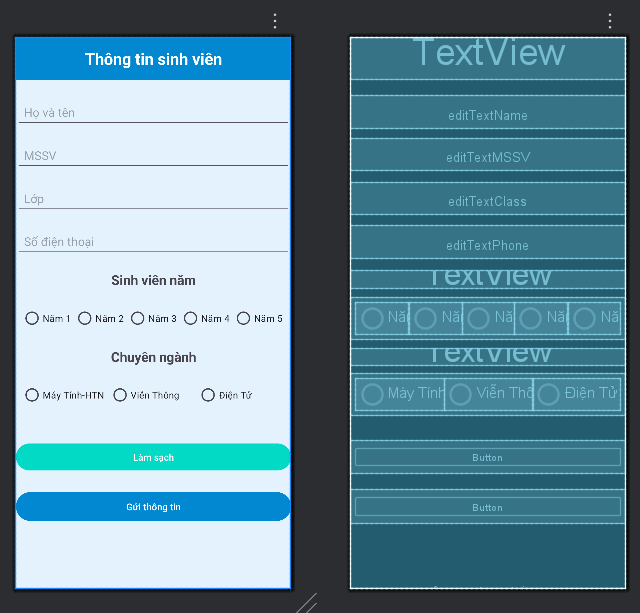 Thông tin sinh viên
Họ và tên
MSSV
Lớp
Số điện thoại
Sinh viên năm
Năm 1 Năm 2 Năm 3 Năm 4 Năm 5
Chuyên ngành
Máy Tính-HTN Viễn Thông Điện Tử
Làm sạch
Gửi thông tin
TextView
editTextName
editTextMSSV
editTextClass
editTextPhone
TextView
Nă Nă Nă Nă Nă
TextView
Máy Tính Viễn Thô Điện Tử
Button
Button